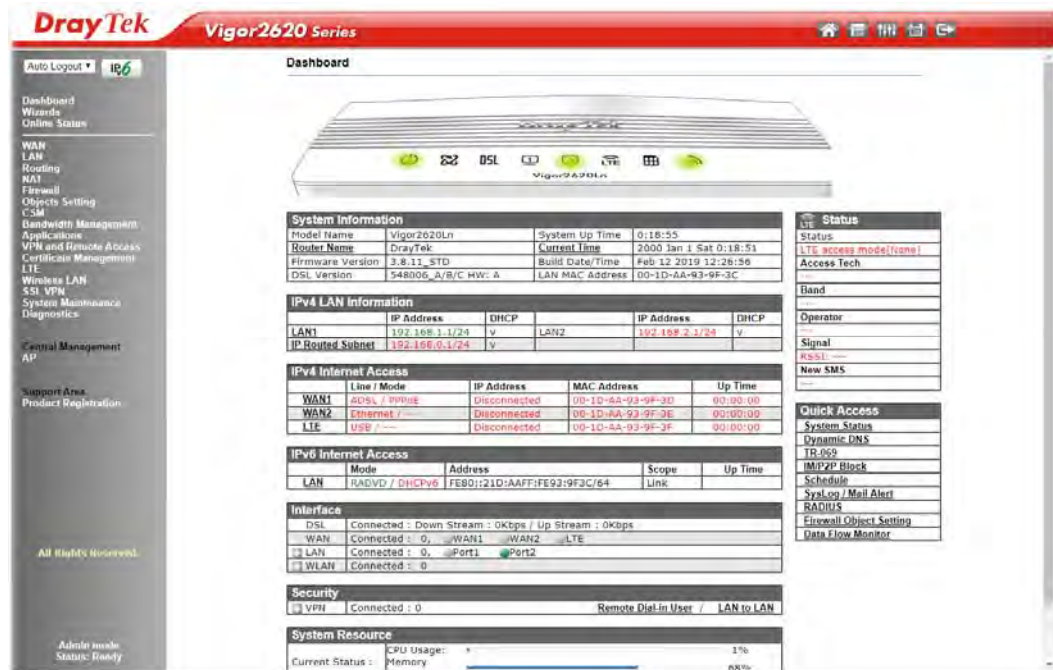 DrayTek
Vigor2620 Series
Auto Logout
IPv6
Dashboard
Wizards
Online Status
WAN
LAN
Routing
NAT
Firewall
Objects Setting
CSM
Bandwidth Management
Applications
VPN and Remote Access
Certificate Management
LTE
Wireless LAN
SSL VPN
System Maintenance
Diagnostics
Central Management
AP
Support Area
Product Registration
All Rights Reserved.
Admin mode
Status: Ready
Dashboard
DrayTek
DSL LTE
Vigor2620Ln
System Information
Model Name Vigor2620Ln System Up Time 0:18:55
Router Name DrayTek Current Time 2000 Jan 1 Sat 0:18:51
Firmware Version 3.8.11_STD Build Date/Time Feb 12 2019 12:26:56
DSL Version 548006_A/B/C HW: A LAN MAC Address 00-1D-AA-93-9F-3C
IPv4 LAN Information
IP Address DHCP IP Address DHCP
LAN1 192.168.1.1/24 v LAN2 192.168.2.1/24 v
IP Routed Subnet 192.168.0.1/24 v
IPv4 Internet Access
Line / Mode IP Address MAC Address Up Time
WAN1 ADSL / PPPoE Disconnected 00-1D-AA-93-9F-3D 00:00:00
WAN2 Ethernet / --- Disconnected 00-1D-AA-93-9F-3E 00:00:00
LTE USB / --- Disconnected 00-1D-AA-93-9F-3F 00:00:00
IPv6 Internet Access
Mode Address Scope Up Time
LAN RADVD / DHCPv6 FE80::21D:AAFF:FE93:9F3C/64 Link
Interface
DSL Connected : Down Stream : 0Kbps / Up Stream : 0Kbps
WAN Connected : 0, WAN1 WAN2 LTE
LAN Connected : 0, Port1 Port2
WLAN Connected : 0
Security
VPN Connected : 0 Remote Dial-in User / LAN to LAN
System Resource
Current Status : CPU Usage: 1%
Memory 68%
LTE Status
Status
LTE access mode[None]
Access Tech
---
Band
---
Operator
---
Signal
RSSI: ---
New SMS
---
Quick Access
System Status
Dynamic DNS
TR-069
IM/P2P Block
Schedule
SysLog / Mail Alert
RADIUS
Firewall Object Setting
Data Flow Monitor